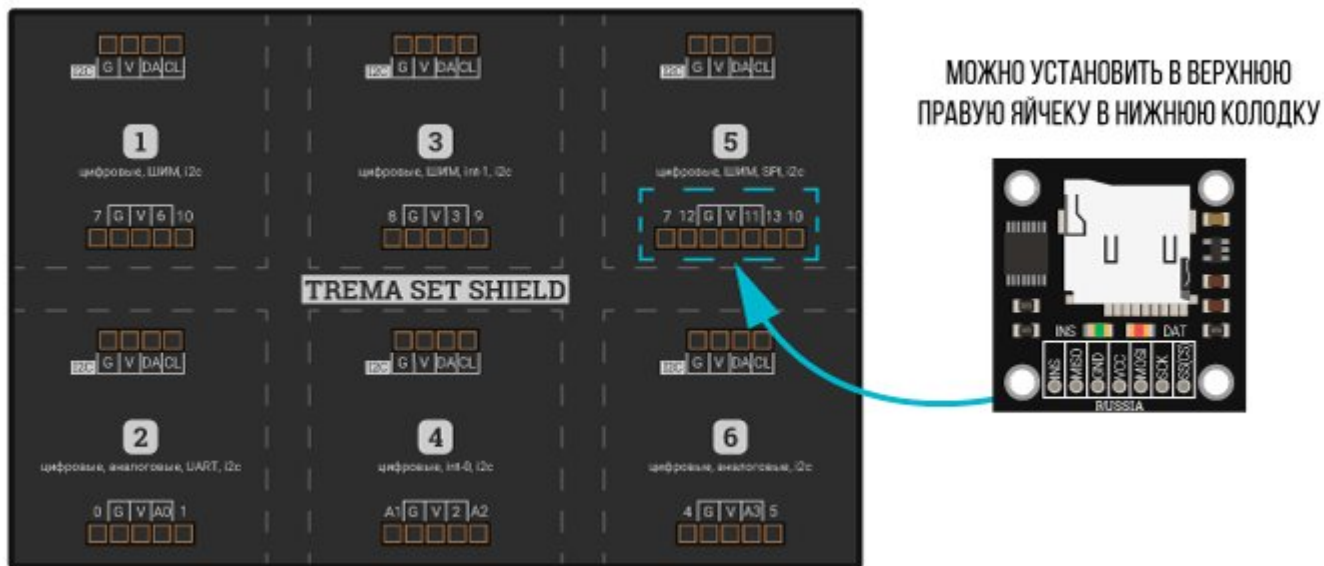 МОЖНО УСТАНОВИТЬ В ВЕРХНЮЮ
ПРАВУЮ ЯЙЧЕКУ В НИЖНЮЮ КОЛОДКУ
I2C G V DA CL
I2C G V DA CL
I2C G V DA CL
1
3
5
цифровые, ШИМ, i2c
цифровые, ШИМ, int-1, i2c
цифровые, ШИМ, SPI, i2c
7 G V 6 10
8 G V 3 9
7 12 G V 11 13 10
TREMA SET SHIELD
I2C G V DA CL
I2C G V DA CL
I2C G V DA CL
2
4
6
цифровые, аналоговые, UART, i2c
цифровые, int-0, i2c
цифровые, аналоговые, i2c
0 G V A0 1
A1 G V 2 A2
4 G V A3 5
INS DAT
INS MISO GND VCC MOSI SCK SS(CS)
RUSSIA